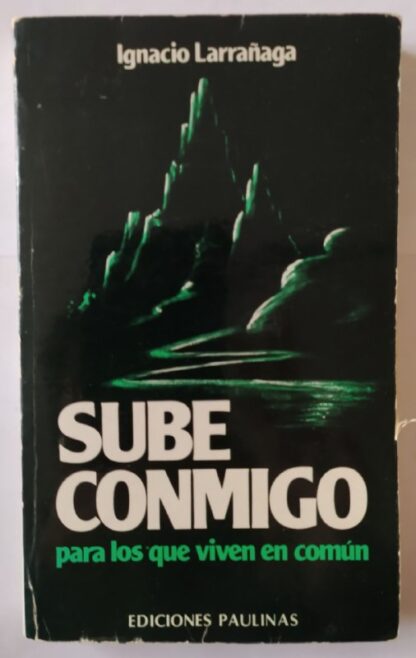 Ignacio Larrañaga
SUBE
CONMIGO
para los que viven en común
EDICIONES PAULINAS